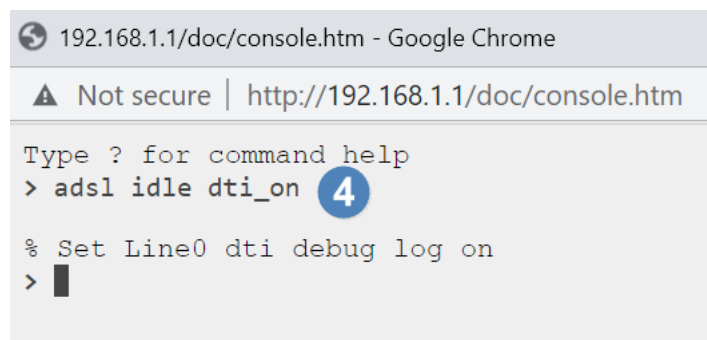 192.168.1.1/doc/console.htm - Google Chrome
Not secure | http://192.168.1.1/doc/console.htm
Type ? for command help
> adsl idle dti_on 4
% Set Line0 dti debug log on
>